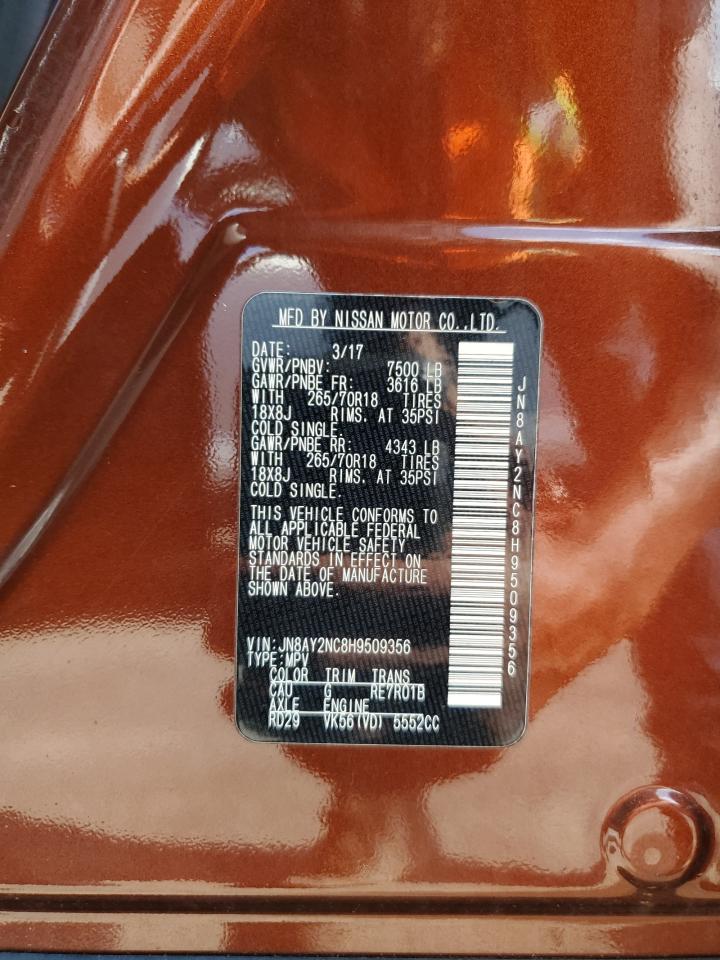 MFD BY NISSAN MOTOR CO.,LTD.
DATE: 3/17
GVWR/PNBV: 7500 LB
GAWR/PNBE FR: 3616 LB
WITH 265/70R18 TIRES
18X8J RIMS. AT 35PSI
COLD SINGLE.
GAWR/PNBE RR: 4343 LB
WITH 265/70R18 TIRES
18X8J RIMS. AT 35PSI
COLD SINGLE.
THIS VEHICLE CONFORMS TO
ALL APPLICABLE FEDERAL
MOTOR VEHICLE SAFETY
STANDARDS IN EFFECT ON
THE DATE OF MANUFACTURE
SHOWN ABOVE.
VIN:JN8AY2NC8H9509356
TYPE:MPV
COLOR TRIM TRANS
CAU G RE7R01B
AXLE ENGINE
RD29 VK56(VD) 5552CC
JN8AY2NC8H9509356